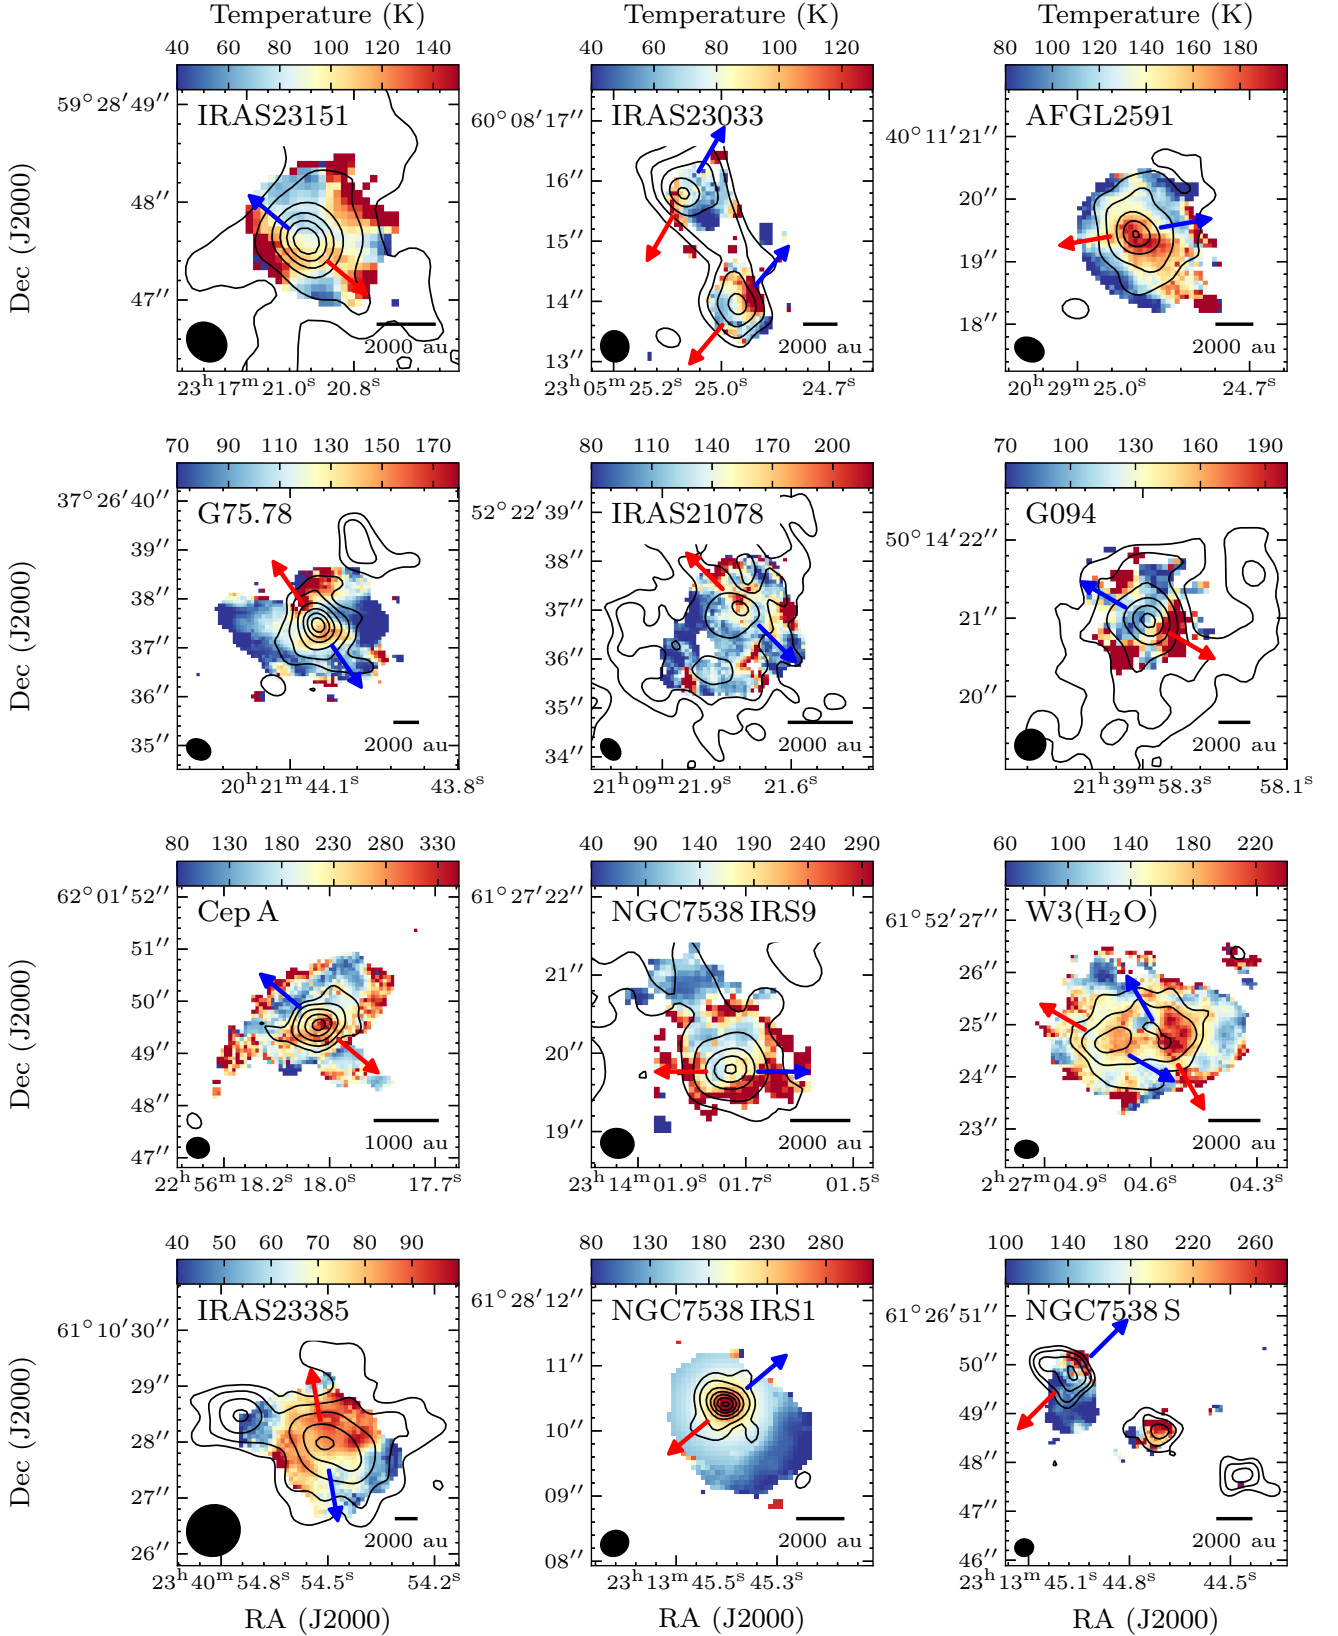 Temperature (K) Temperature (K) Temperature (K)
40 60 80 100 120 140
40 60 80 100 120
80 100 120 140 160 180
IRAS23151
59°28′49′′
48′′
47′′
Dec (J2000)
2000 au
23ʰ17ᵐ21.0ˢ 20.8ˢ
IRAS23033
60°08′17′′
16′′
15′′
14′′
13′′
2000 au
23ʰ05ᵐ25.2ˢ 25.0ˢ 24.7ˢ
AFGL2591
40°11′21′′
20′′
19′′
18′′
2000 au
20ʰ29ᵐ25.0ˢ 24.7ˢ
70 90 110 130 150 170
80 110 140 170 200
70 100 130 160 190
G75.78
37°26′40′′
39′′
38′′
37′′
36′′
35′′
Dec (J2000)
2000 au
20ʰ21ᵐ44.1ˢ 43.8ˢ
IRAS21078
52°22′39′′
38′′
37′′
36′′
35′′
34′′
2000 au
21ʰ09ᵐ21.9ˢ 21.6ˢ
G094
50°14′22′′
21′′
20′′
2000 au
21ʰ39ᵐ58.3ˢ 58.1ˢ
80 130 180 230 280 330
40 90 140 190 240 290
60 100 140 180 220
Cep A
62°01′52′′
51′′
50′′
49′′
48′′
47′′
Dec (J2000)
1000 au
22ʰ56ᵐ18.2ˢ 18.0ˢ 17.7ˢ
NGC7538 IRS9
61°27′22′′
21′′
20′′
19′′
2000 au
23ʰ14ᵐ01.9ˢ 01.7ˢ 01.5ˢ
W3(H₂O)
61°52′27′′
26′′
25′′
24′′
23′′
2000 au
2ʰ27ᵐ04.9ˢ 04.6ˢ 04.3ˢ
40 50 60 70 80 90
80 130 180 230 280
100 140 180 220 260
IRAS23385
61°10′30′′
29′′
28′′
27′′
26′′
Dec (J2000)
2000 au
23ʰ40ᵐ54.8ˢ 54.5ˢ 54.2ˢ
RA (J2000)
NGC7538 IRS1
61°28′12′′
11′′
10′′
09′′
08′′
2000 au
23ʰ13ᵐ45.5ˢ 45.3ˢ
RA (J2000)
NGC7538 S
61°26′51′′
50′′
49′′
48′′
47′′
46′′
2000 au
23ʰ13ᵐ45.1ˢ 44.8ˢ 44.5ˢ
RA (J2000)